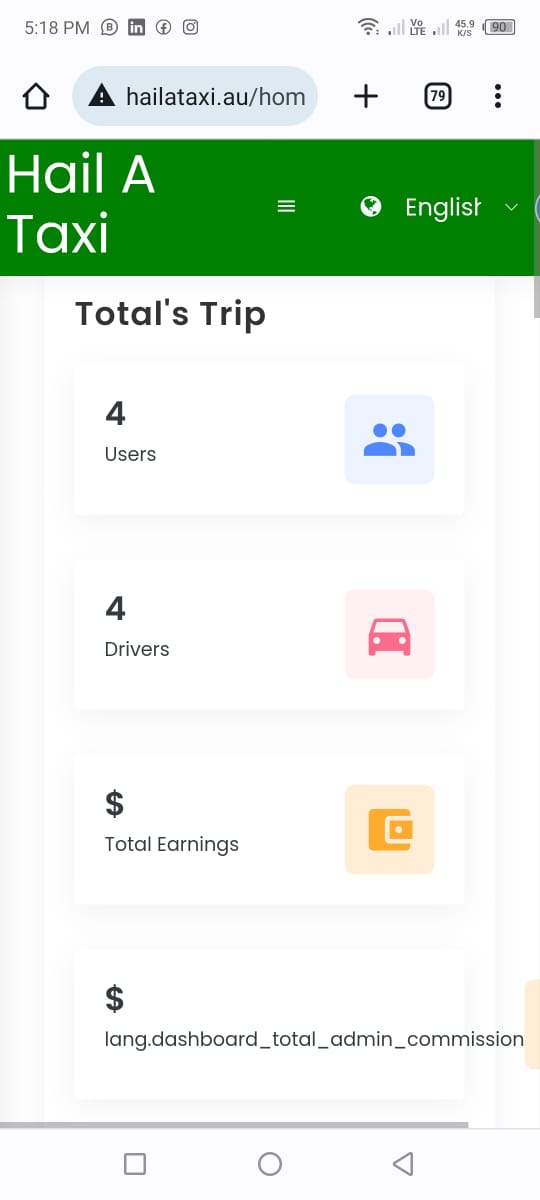 5:18 PM
Vo
LTE
45.9
K/S
90
hailataxi.au/hom
79
Hail A
Taxi
English
Total's Trip
4
Users
4
Drivers
$
Total Earnings
$
lang.dashboard_total_admin_commission